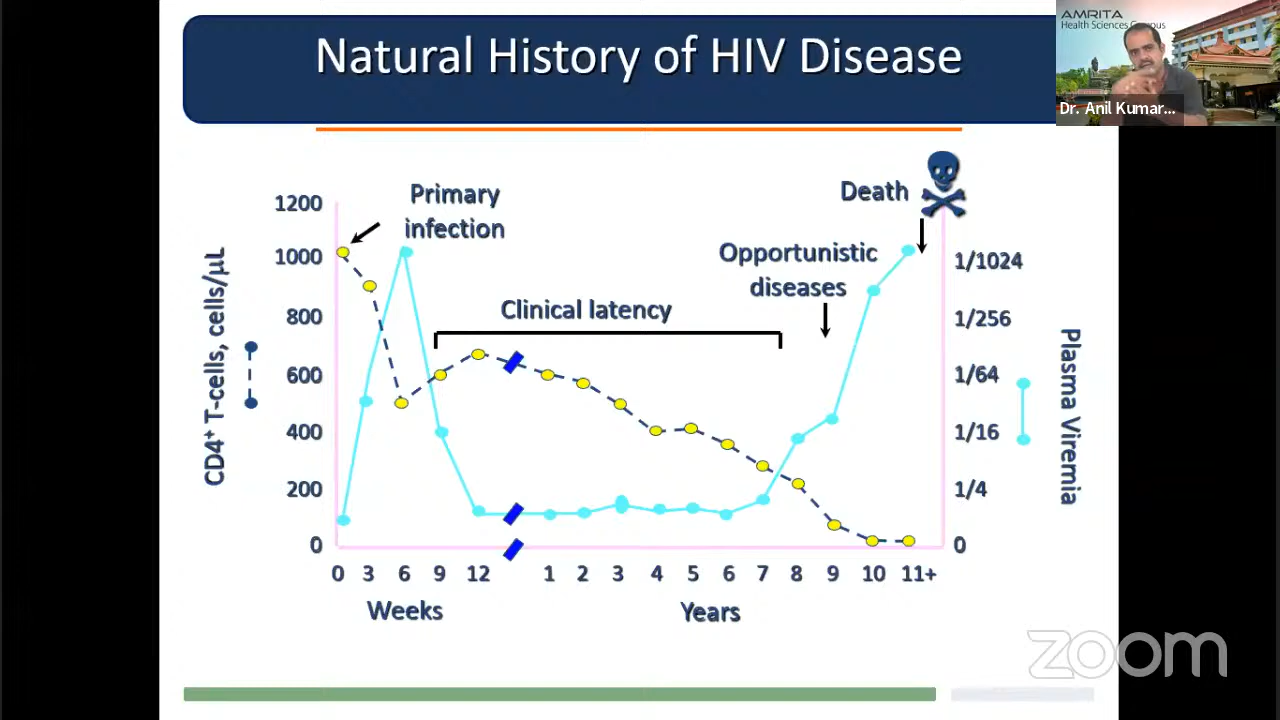 Natural History of HIV Disease
AMRITA
Health Sciences Campus
Dr. Anil Kumar...
Primary
infection
Clinical latency
Opportunistic
diseases
Death
CD4⁺ T-cells, cells/µL
1200
1000
800
600
400
200
0
1/1024
1/256
1/64
1/16
1/4
0
Plasma Viremia
0 3 6 9 12 1 2 3 4 5 6 7 8 9 10 11+
Weeks Years
zoom